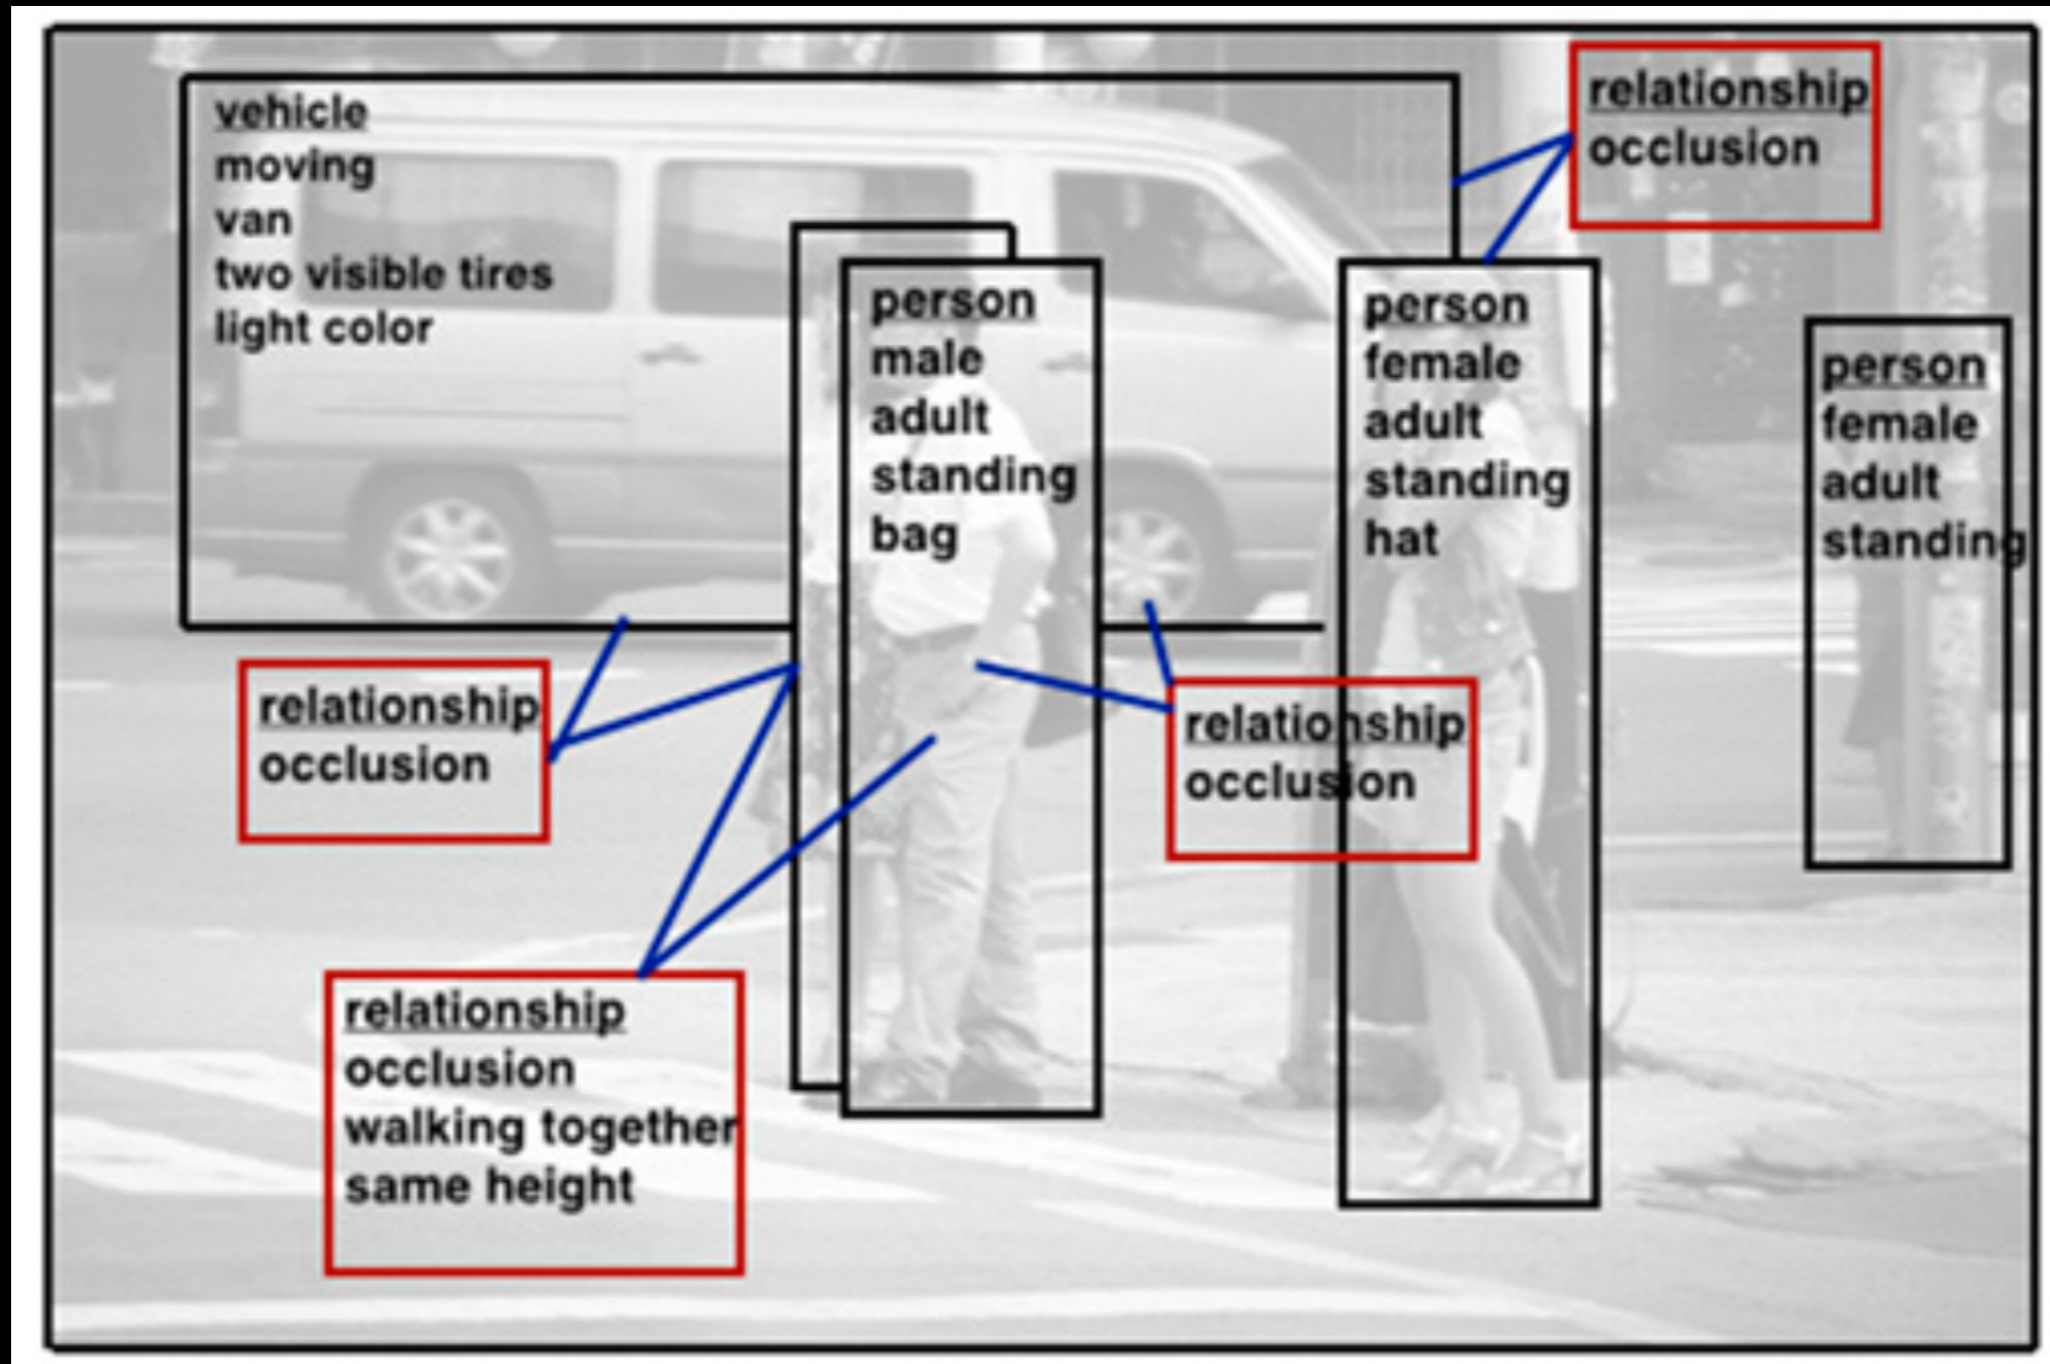 vehicle
moving
van
two visible tires
light color
person
male
adult
standing
bag
person
female
adult
standing
hat
person
female
adult
standing
relationship
occlusion
relationship
occlusion
relationship
occlusion
relationship
occlusion
walking together
same height